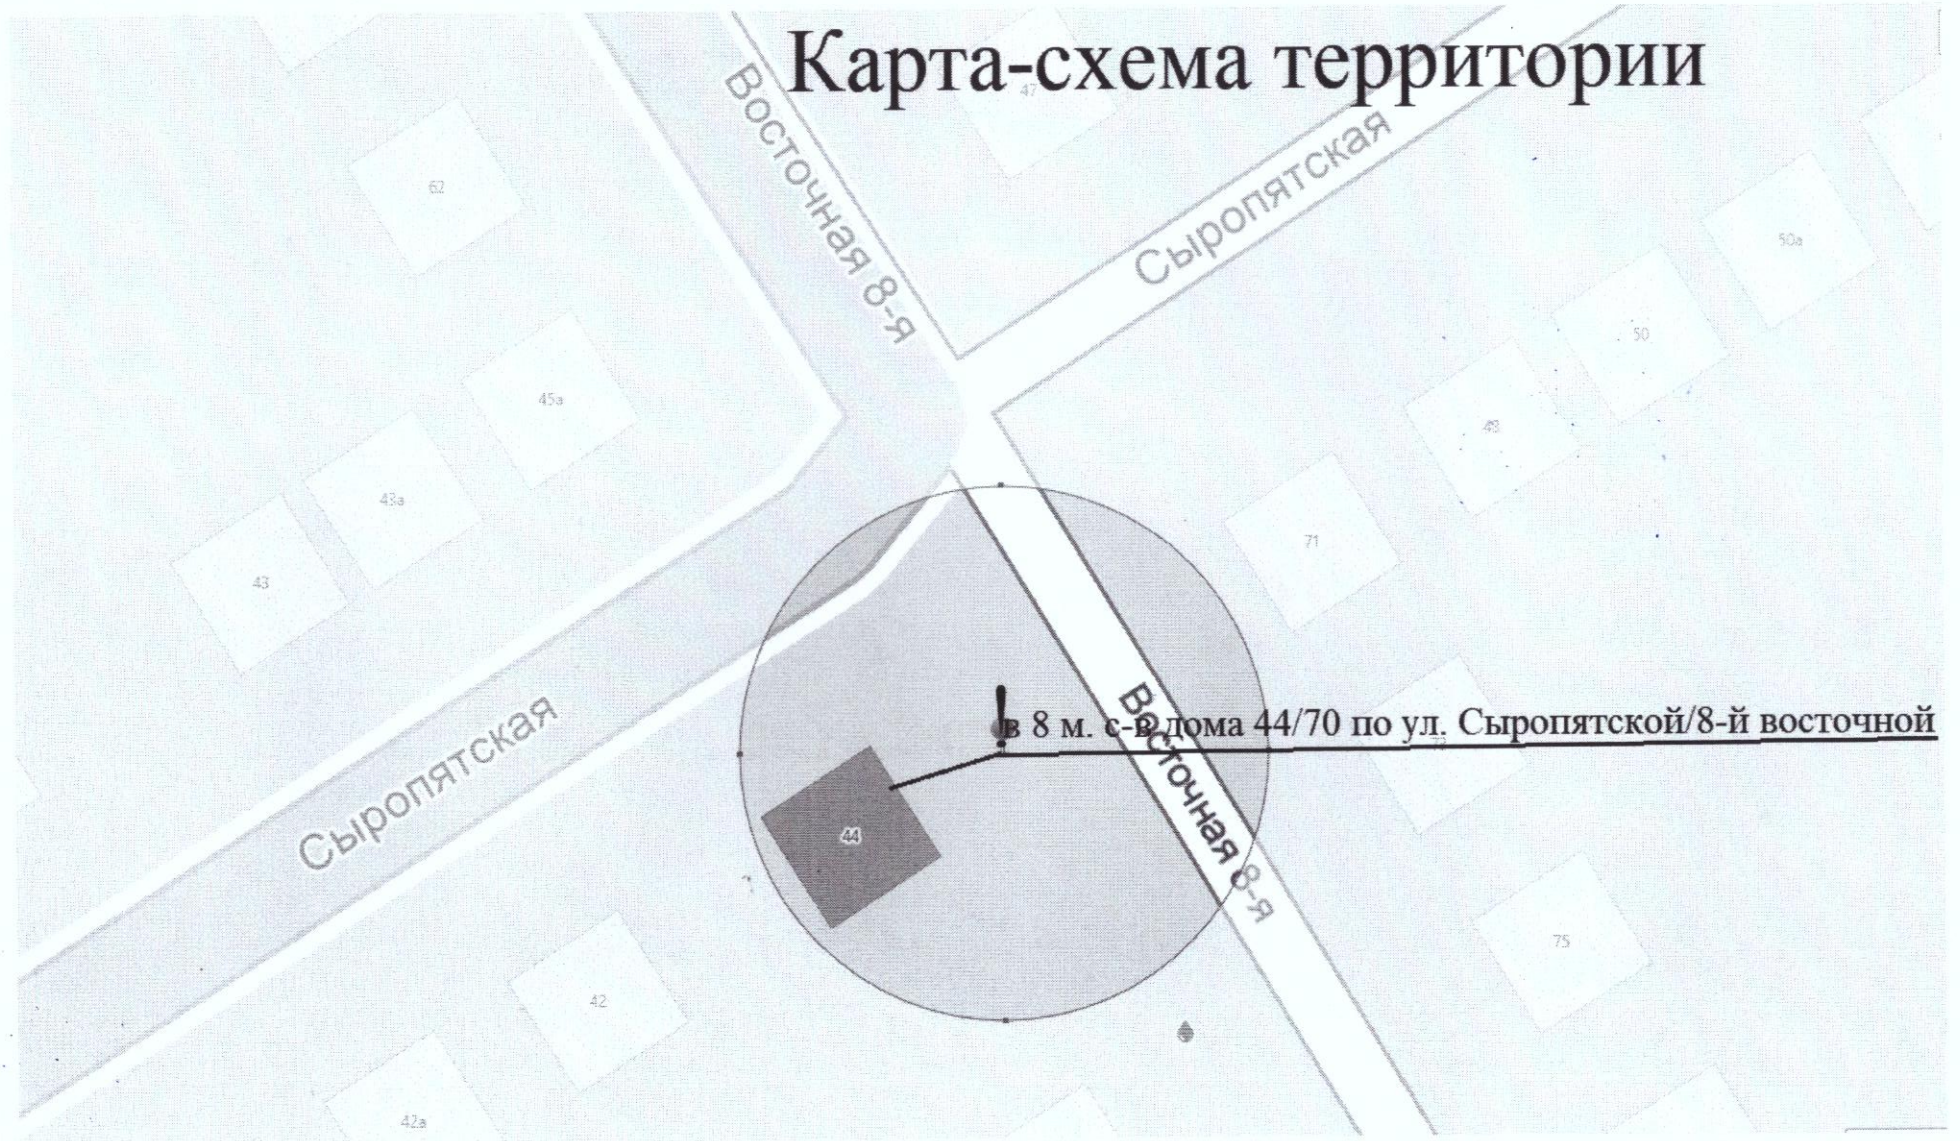 Карта-схема территории
47
Восточная 8-я
Сыропятская
62
50а
50
45а
48
43а
71
43
в 8 м. с-в дома 44/70 по ул. Сыропятской/8-й восточной
Восточная 8-я
Сыропятская
44
75
42
42а